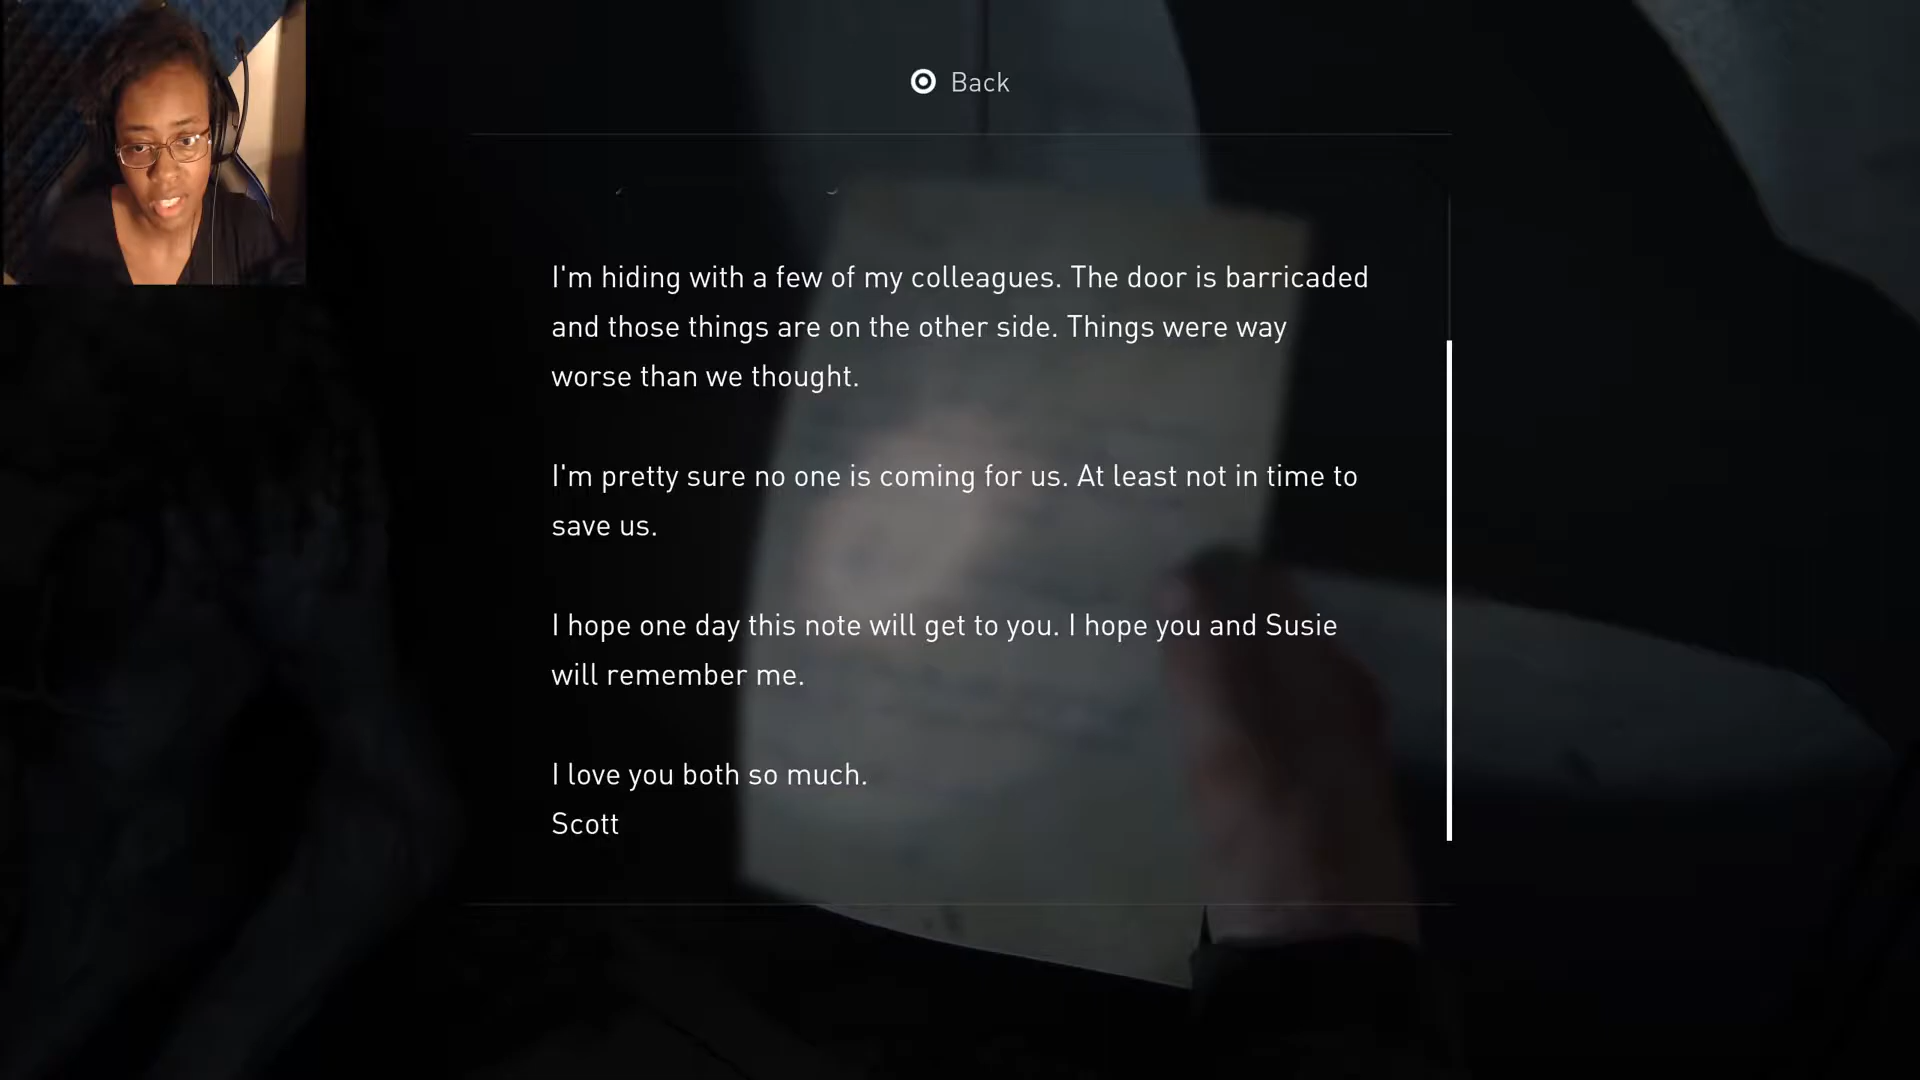 Back
I'm hiding with a few of my colleagues. The door is barricaded
and those things are on the other side. Things were way
worse than we thought.
I'm pretty sure no one is coming for us. At least not in time to
save us.
I hope one day this note will get to you. I hope you and Susie
will remember me.
I love you both so much.
Scott